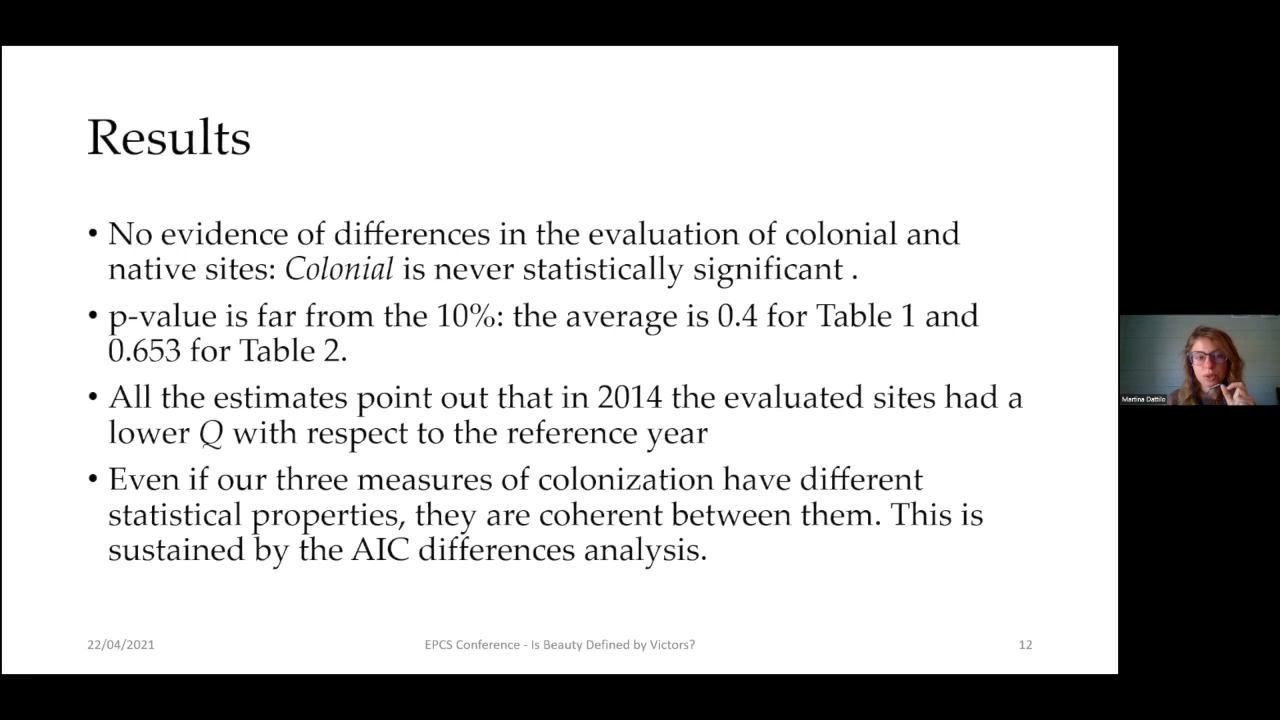 Results
• No evidence of differences in the evaluation of colonial and
native sites: Colonial is never statistically significant .
• p-value is far from the 10%: the average is 0.4 for Table 1 and
0.653 for Table 2.
• All the estimates point out that in 2014 the evaluated sites had a
lower Q with respect to the reference year
• Even if our three measures of colonization have different
statistical properties, they are coherent between them. This is
sustained by the AIC differences analysis.
22/04/2021
EPCS Conference - Is Beauty Defined by Victors?
12
Martina Dattilo